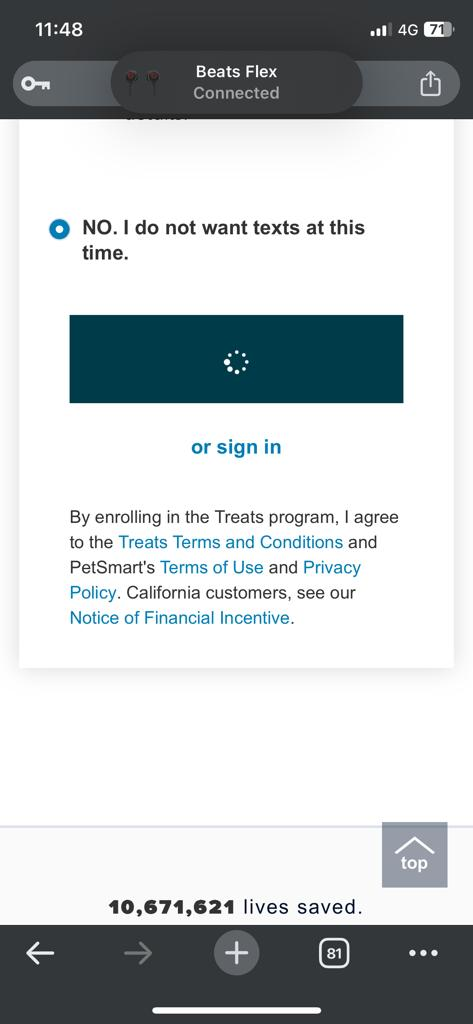 11:48
4G
71
Beats Flex
Connected
NO. I do not want texts at this
time.
or sign in
By enrolling in the Treats program, I agree
to the Treats Terms and Conditions and
PetSmart's Terms of Use and Privacy
Policy. California customers, see our
Notice of Financial Incentive.
top
10,671,621 lives saved.
81